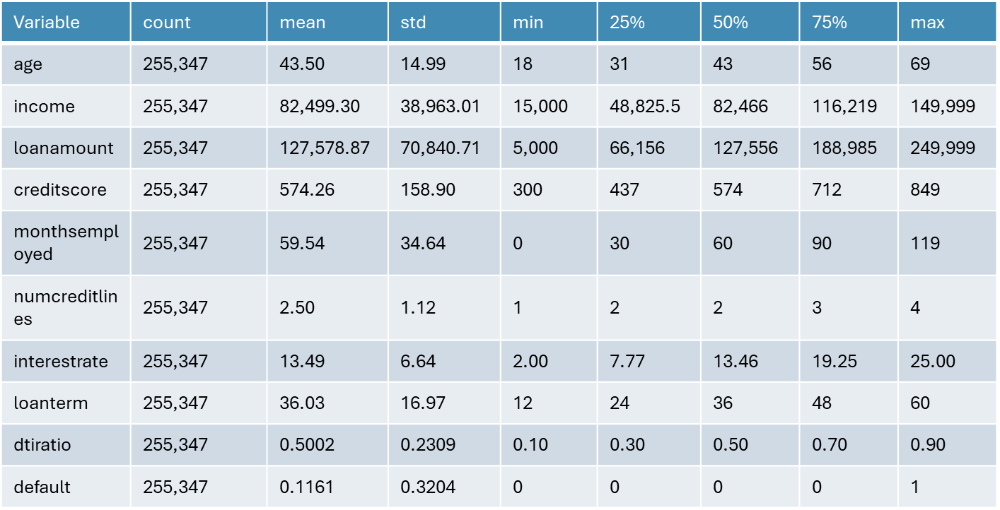 Variable count mean std min 25% 50% 75% max
age 255,347 43.50 14.99 18 31 43 56 69
income 255,347 82,499.30 38,963.01 15,000 48,825.5 82,466 116,219 149,999
loanamount 255,347 127,578.87 70,840.71 5,000 66,156 127,556 188,985 249,999
creditscore 255,347 574.26 158.90 300 437 574 712 849
monthsempl
oyed 255,347 59.54 34.64 0 30 60 90 119
numcreditlin
es 255,347 2.50 1.12 1 2 2 3 4
interestrate 255,347 13.49 6.64 2.00 7.77 13.46 19.25 25.00
loanterm 255,347 36.03 16.97 12 24 36 48 60
dtiratio 255,347 0.5002 0.2309 0.10 0.30 0.50 0.70 0.90
default 255,347 0.1161 0.3204 0 0 0 0 1